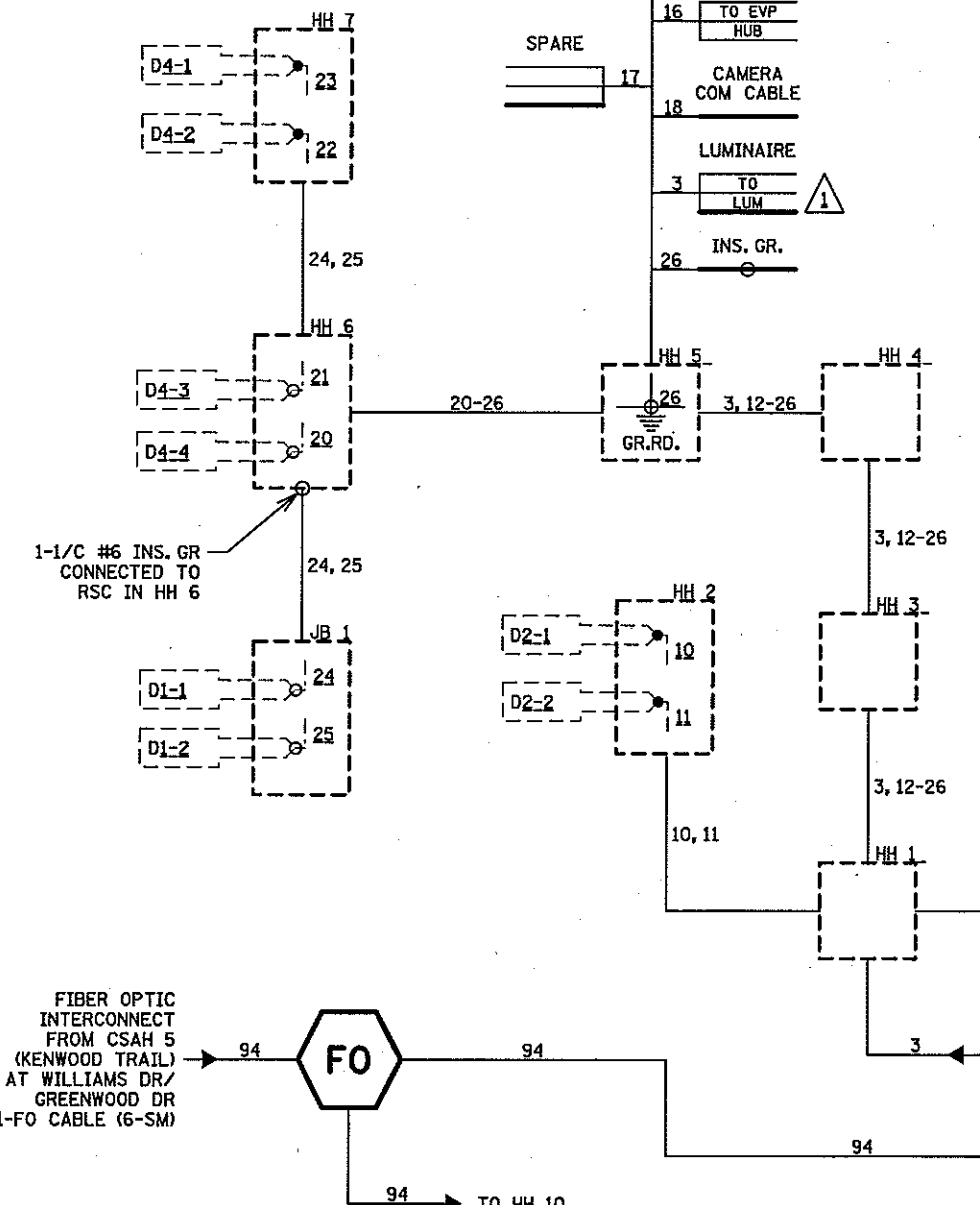 HH 7
D4-1
23
D4-2
22
24, 25
HH 6
D4-3
21
D4-4
20
20-26
1-1/C #6 INS. GR
CONNECTED TO
RSC IN HH 6
24, 25
JB 1
D1-1
24
D1-2
25
16
TO EVP
HUB
SPARE
17
CAMERA
COM CABLE
18
LUMINAIRE
3
TO
LUM
1
INS. GR.
26
HH 5
26
GR.RD.
3, 12-26
HH 4
3, 12-26
HH 3
3, 12-26
HH 2
D2-1
10
D2-2
11
10, 11
HH 1
3
FIBER OPTIC
INTERCONNECT
FROM CSAH 5
(KENWOOD TRAIL)
AT WILLIAMS DR/
GREENWOOD DR
1-FO CABLE (6-SM)
94
FO
94
94
94
TO HH 10